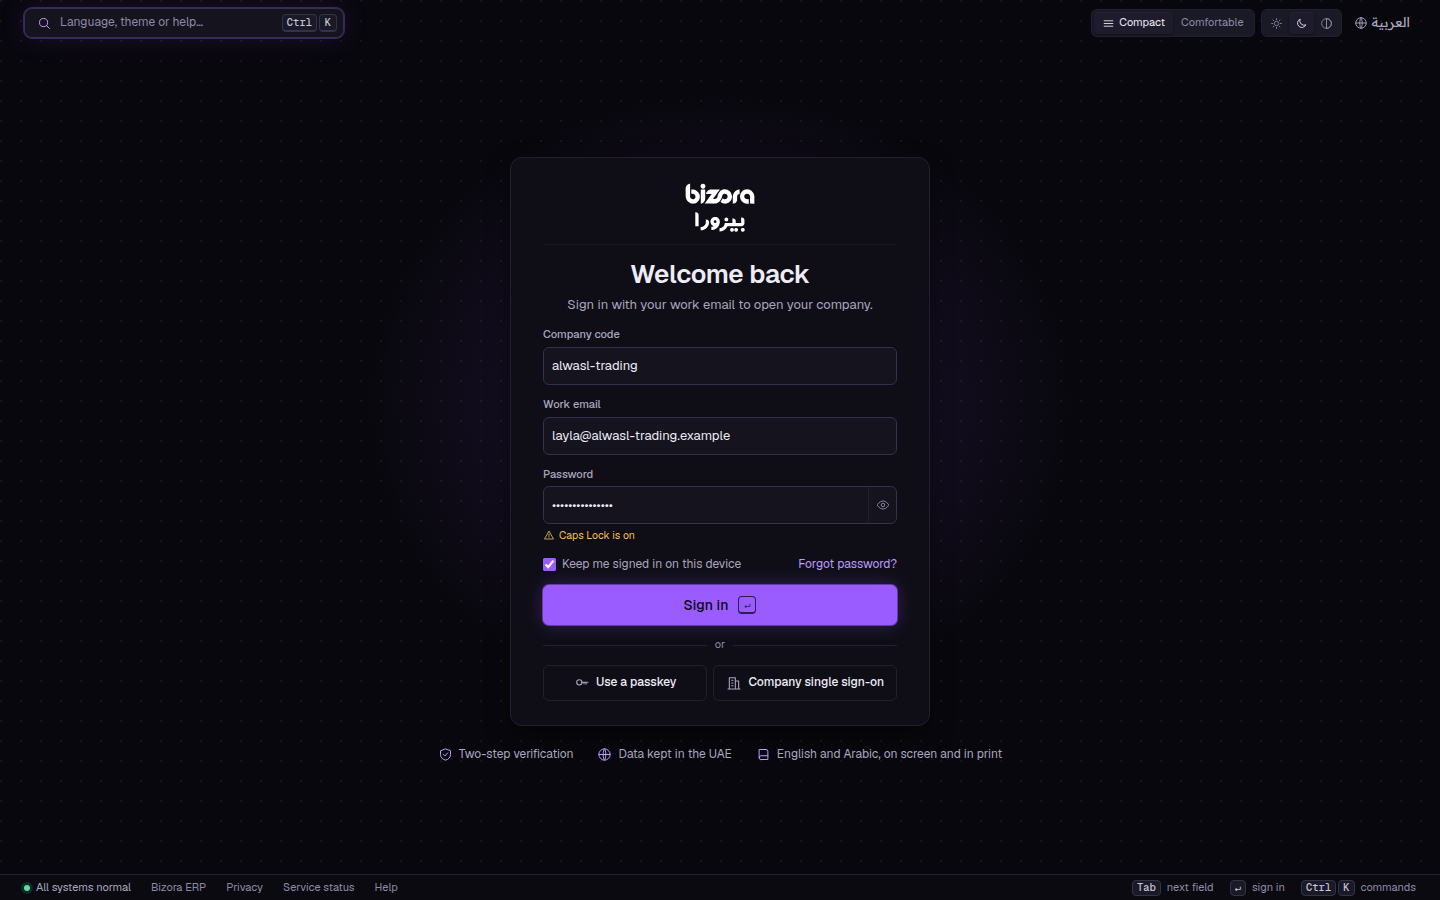 Language, theme or help... Ctrl K
Compact Comfortable
العربية
bizora
بيزورا
Welcome back
Sign in with your work email to open your company.
Company code
alwasl-trading
Work email
layla@alwasl-trading.example
Password
•••••••••••••••
Caps Lock is on
Keep me signed in on this device Forgot password?
Sign in ↵
or
Use a passkey Company single sign-on
Two-step verification Data kept in the UAE English and Arabic, on screen and in print
All systems normal Bizora ERP Privacy Service status Help Tab next field ↵ sign in Ctrl K commands